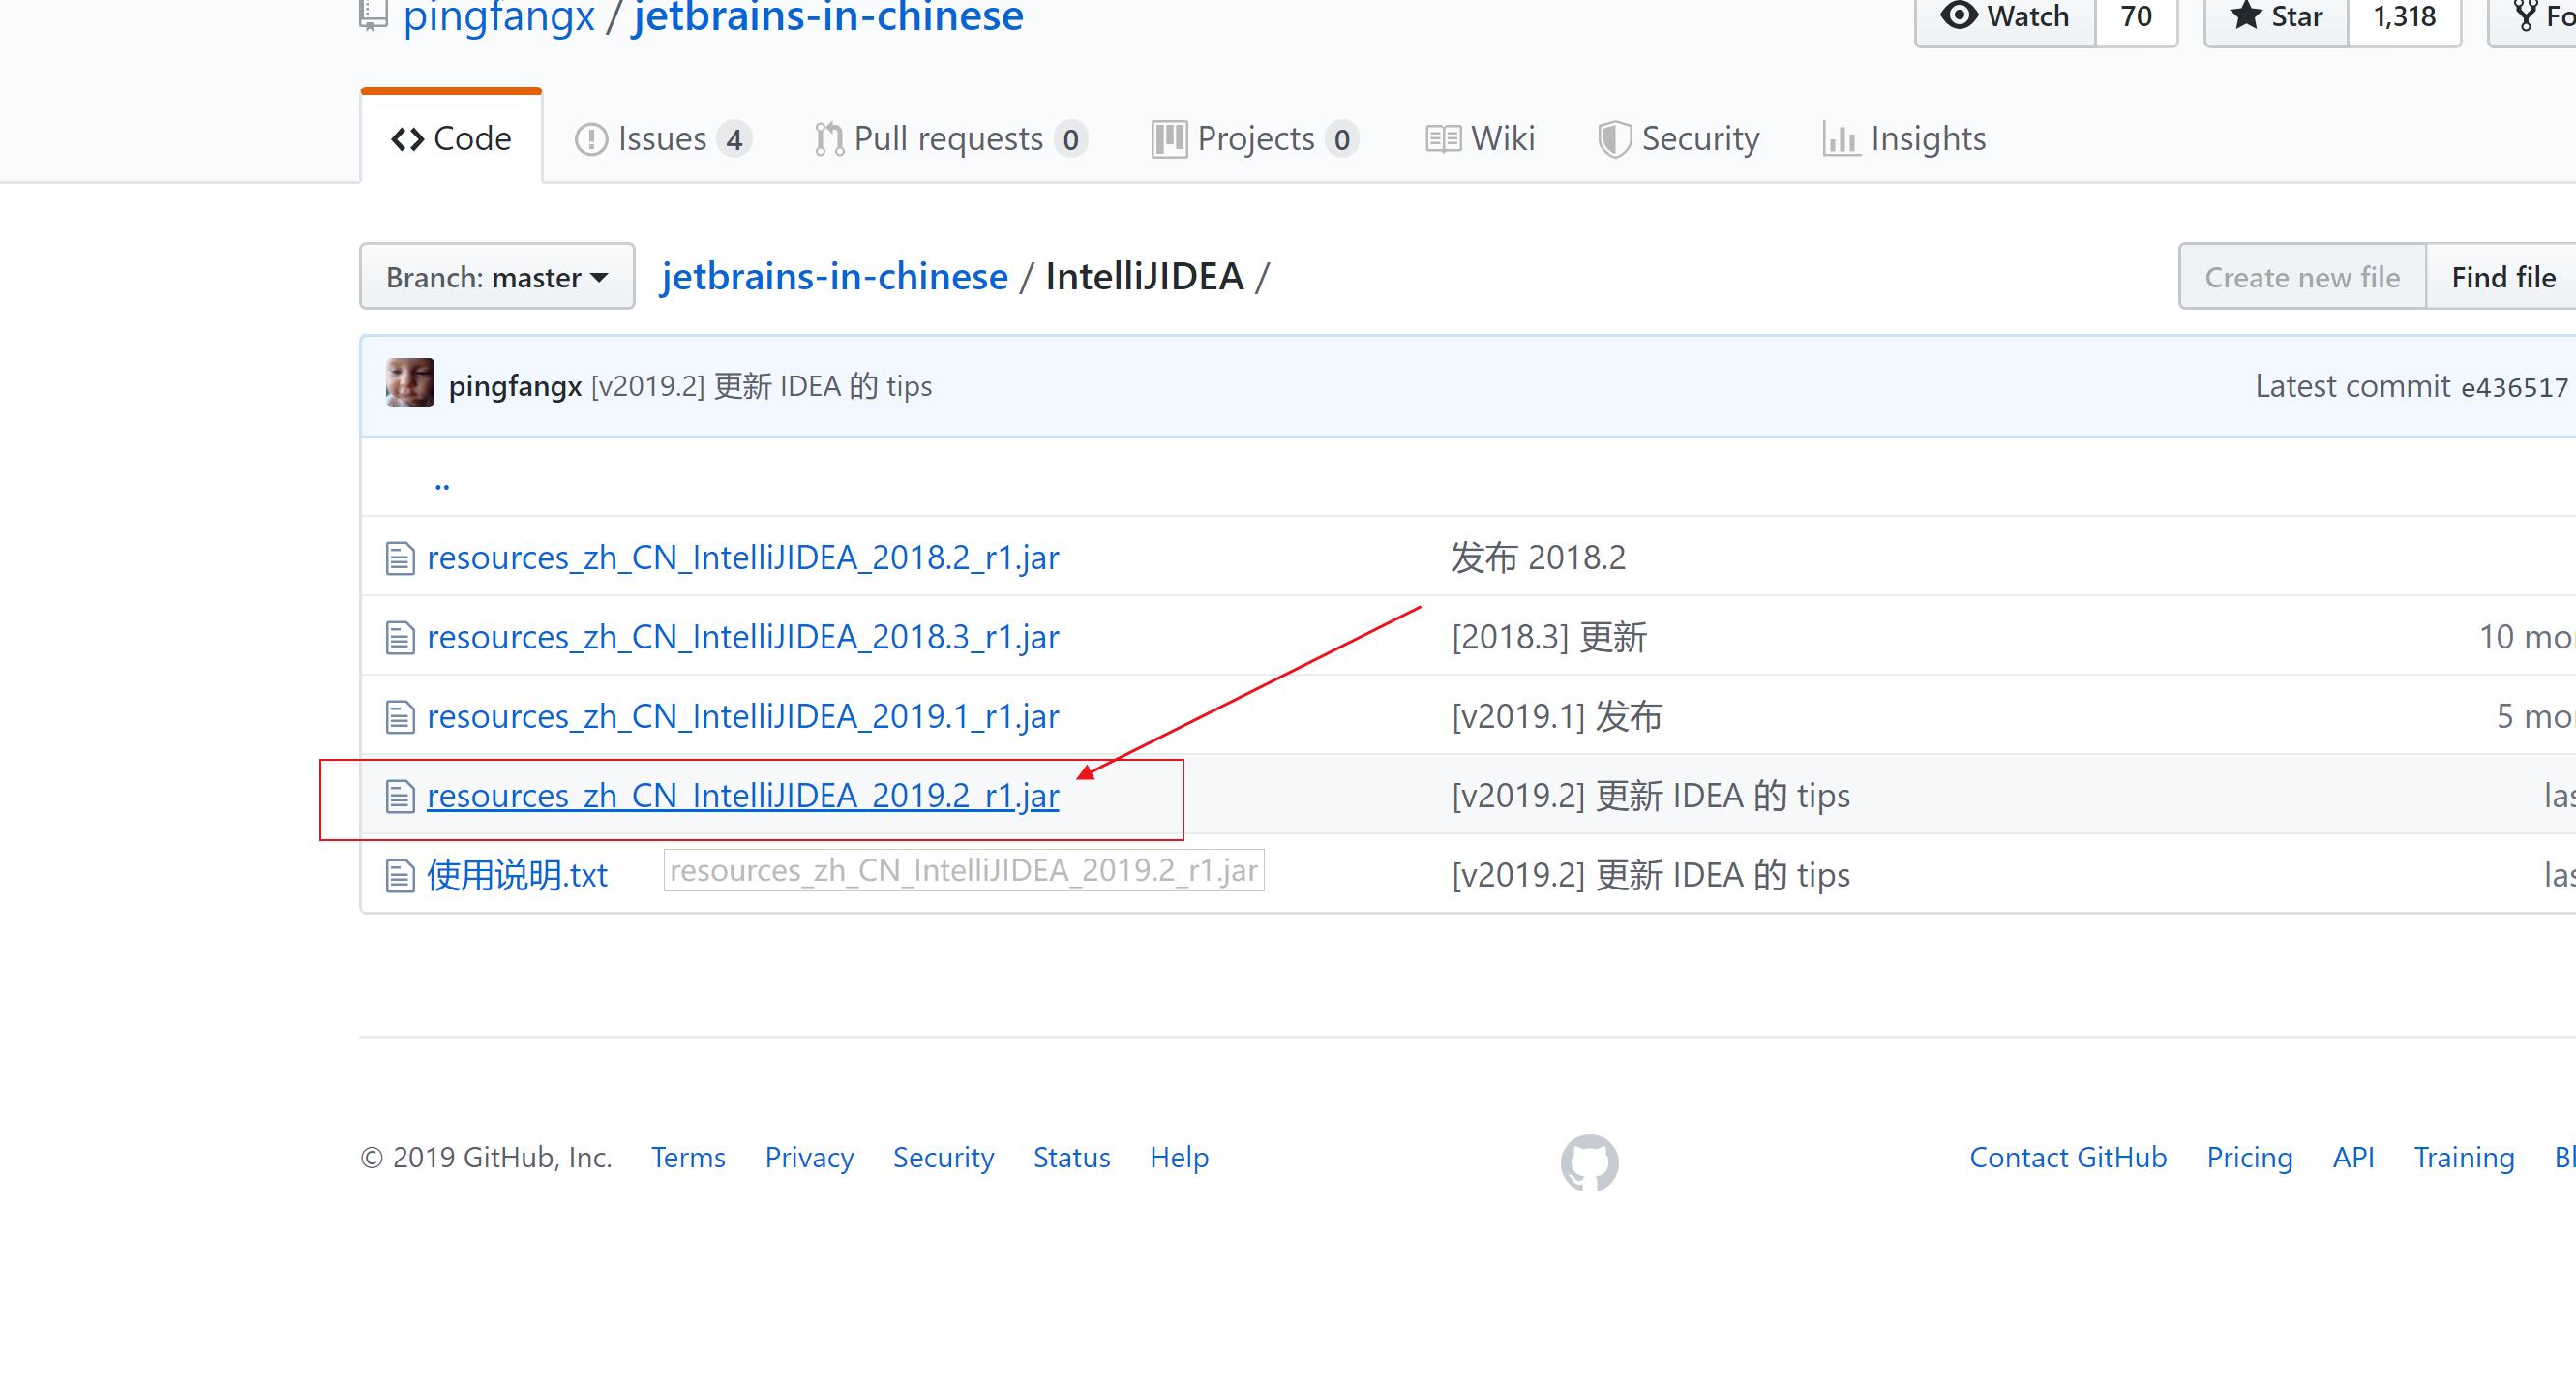 pingfangx / jetbrains-in-chinese
Watch 70
Star 1,318
Fo
Code
Issues 4
Pull requests 0
Projects 0
Wiki
Security
Insights
Branch: master
jetbrains-in-chinese / IntelliJIDEA /
Create new file
Find file
pingfangx [v2019.2] 更新 IDEA 的 tips
Latest commit e436517
..
resources_zh_CN_IntelliJIDEA_2018.2_r1.jar
发布 2018.2
resources_zh_CN_IntelliJIDEA_2018.3_r1.jar
[2018.3] 更新
10 mo
resources_zh_CN_IntelliJIDEA_2019.1_r1.jar
[v2019.1] 发布
5 mo
resources_zh_CN_IntelliJIDEA_2019.2_r1.jar
[v2019.2] 更新 IDEA 的 tips
las
使用说明.txt
resources_zh_CN_IntelliJIDEA_2019.2_r1.jar
[v2019.2] 更新 IDEA 的 tips
las
© 2019 GitHub, Inc.
Terms
Privacy
Security
Status
Help
Contact GitHub
Pricing
API
Training
Bl